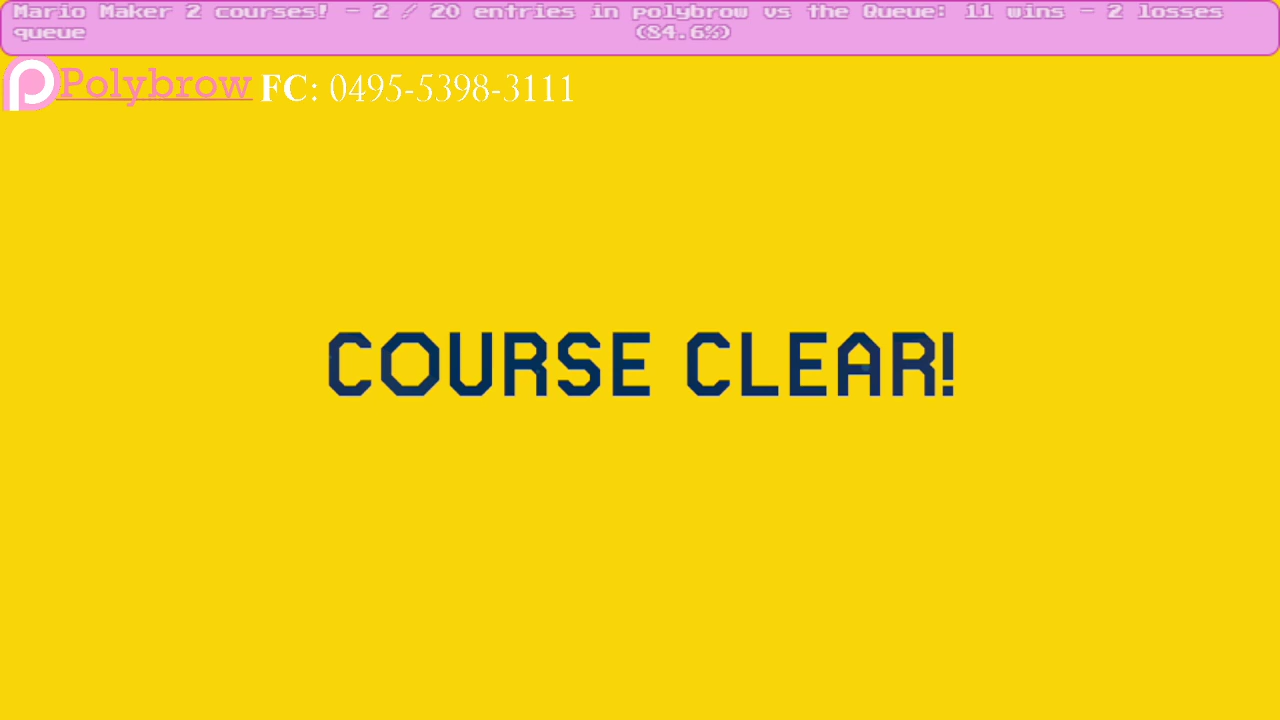 Mario Maker 2 courses! - 2 / 20 entries in queue
polybrow vs the Queue: 11 wins - 2 losses (84.6%)
Polybrow FC: 0495-5398-3111
COURSE CLEAR!